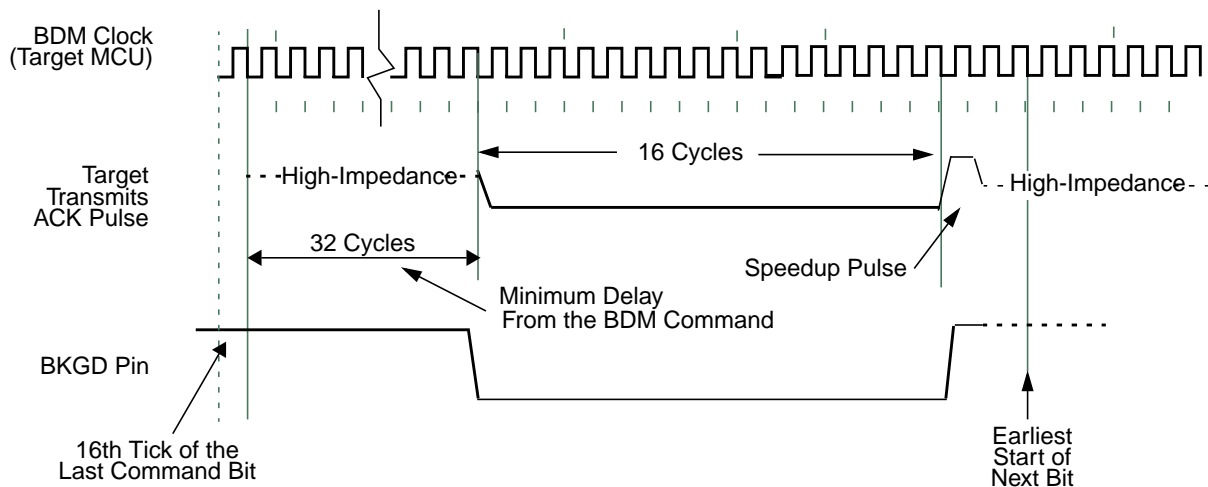 BDM Clock
(Target MCU)
16 Cycles
Target
Transmits
ACK Pulse
High-Impedance
High-Impedance
32 Cycles
Speedup Pulse
Minimum Delay
From the BDM Command
BKGD Pin
16th Tick of the
Last Command Bit
Earliest
Start of
Next Bit